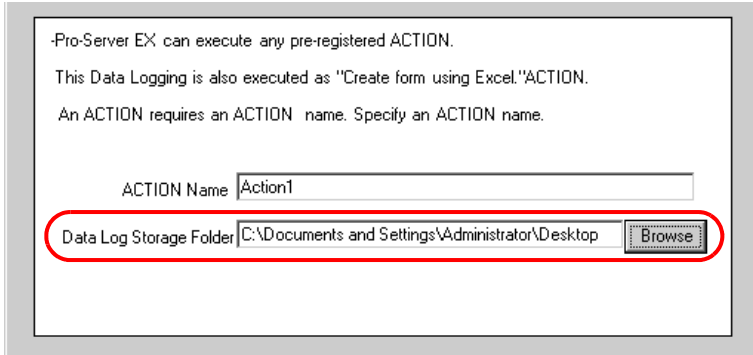 -Pro-Server EX can execute any pre-registered ACTION.
This Data Logging is also executed as "Create form using Excel."ACTION.
An ACTION requires an ACTION  name. Specify an ACTION name.
ACTION Name Action1
Data Log Storage Folder C:\Documents and Settings\Administrator\Desktop Browse